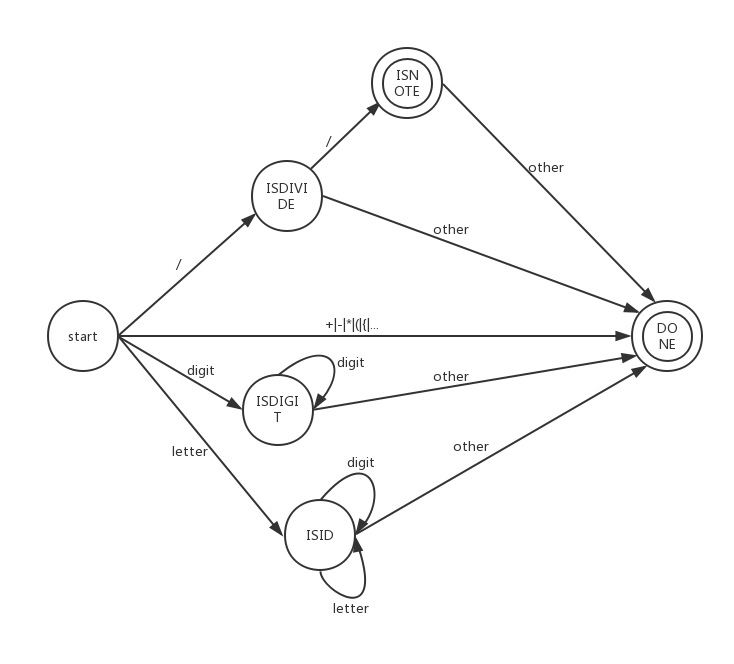 ISN
OTE
/
other
ISDIVI
DE
other
/
+|-|*|(|{|...
start
DO
NE
digit
digit
other
ISDIGI
T
letter
other
digit
ISID
letter